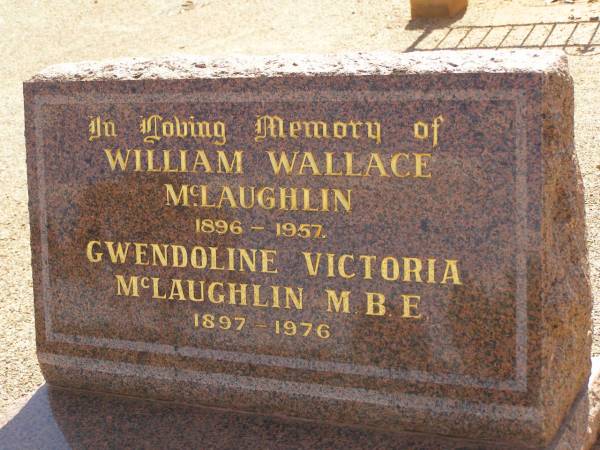 In Loving Memory of
WILLIAM WALLACE
McLAUGHLIN
1896 - 1957.
GWENDOLINE VICTORIA
McLAUGHLIN M.B.E.
1897 - 1976